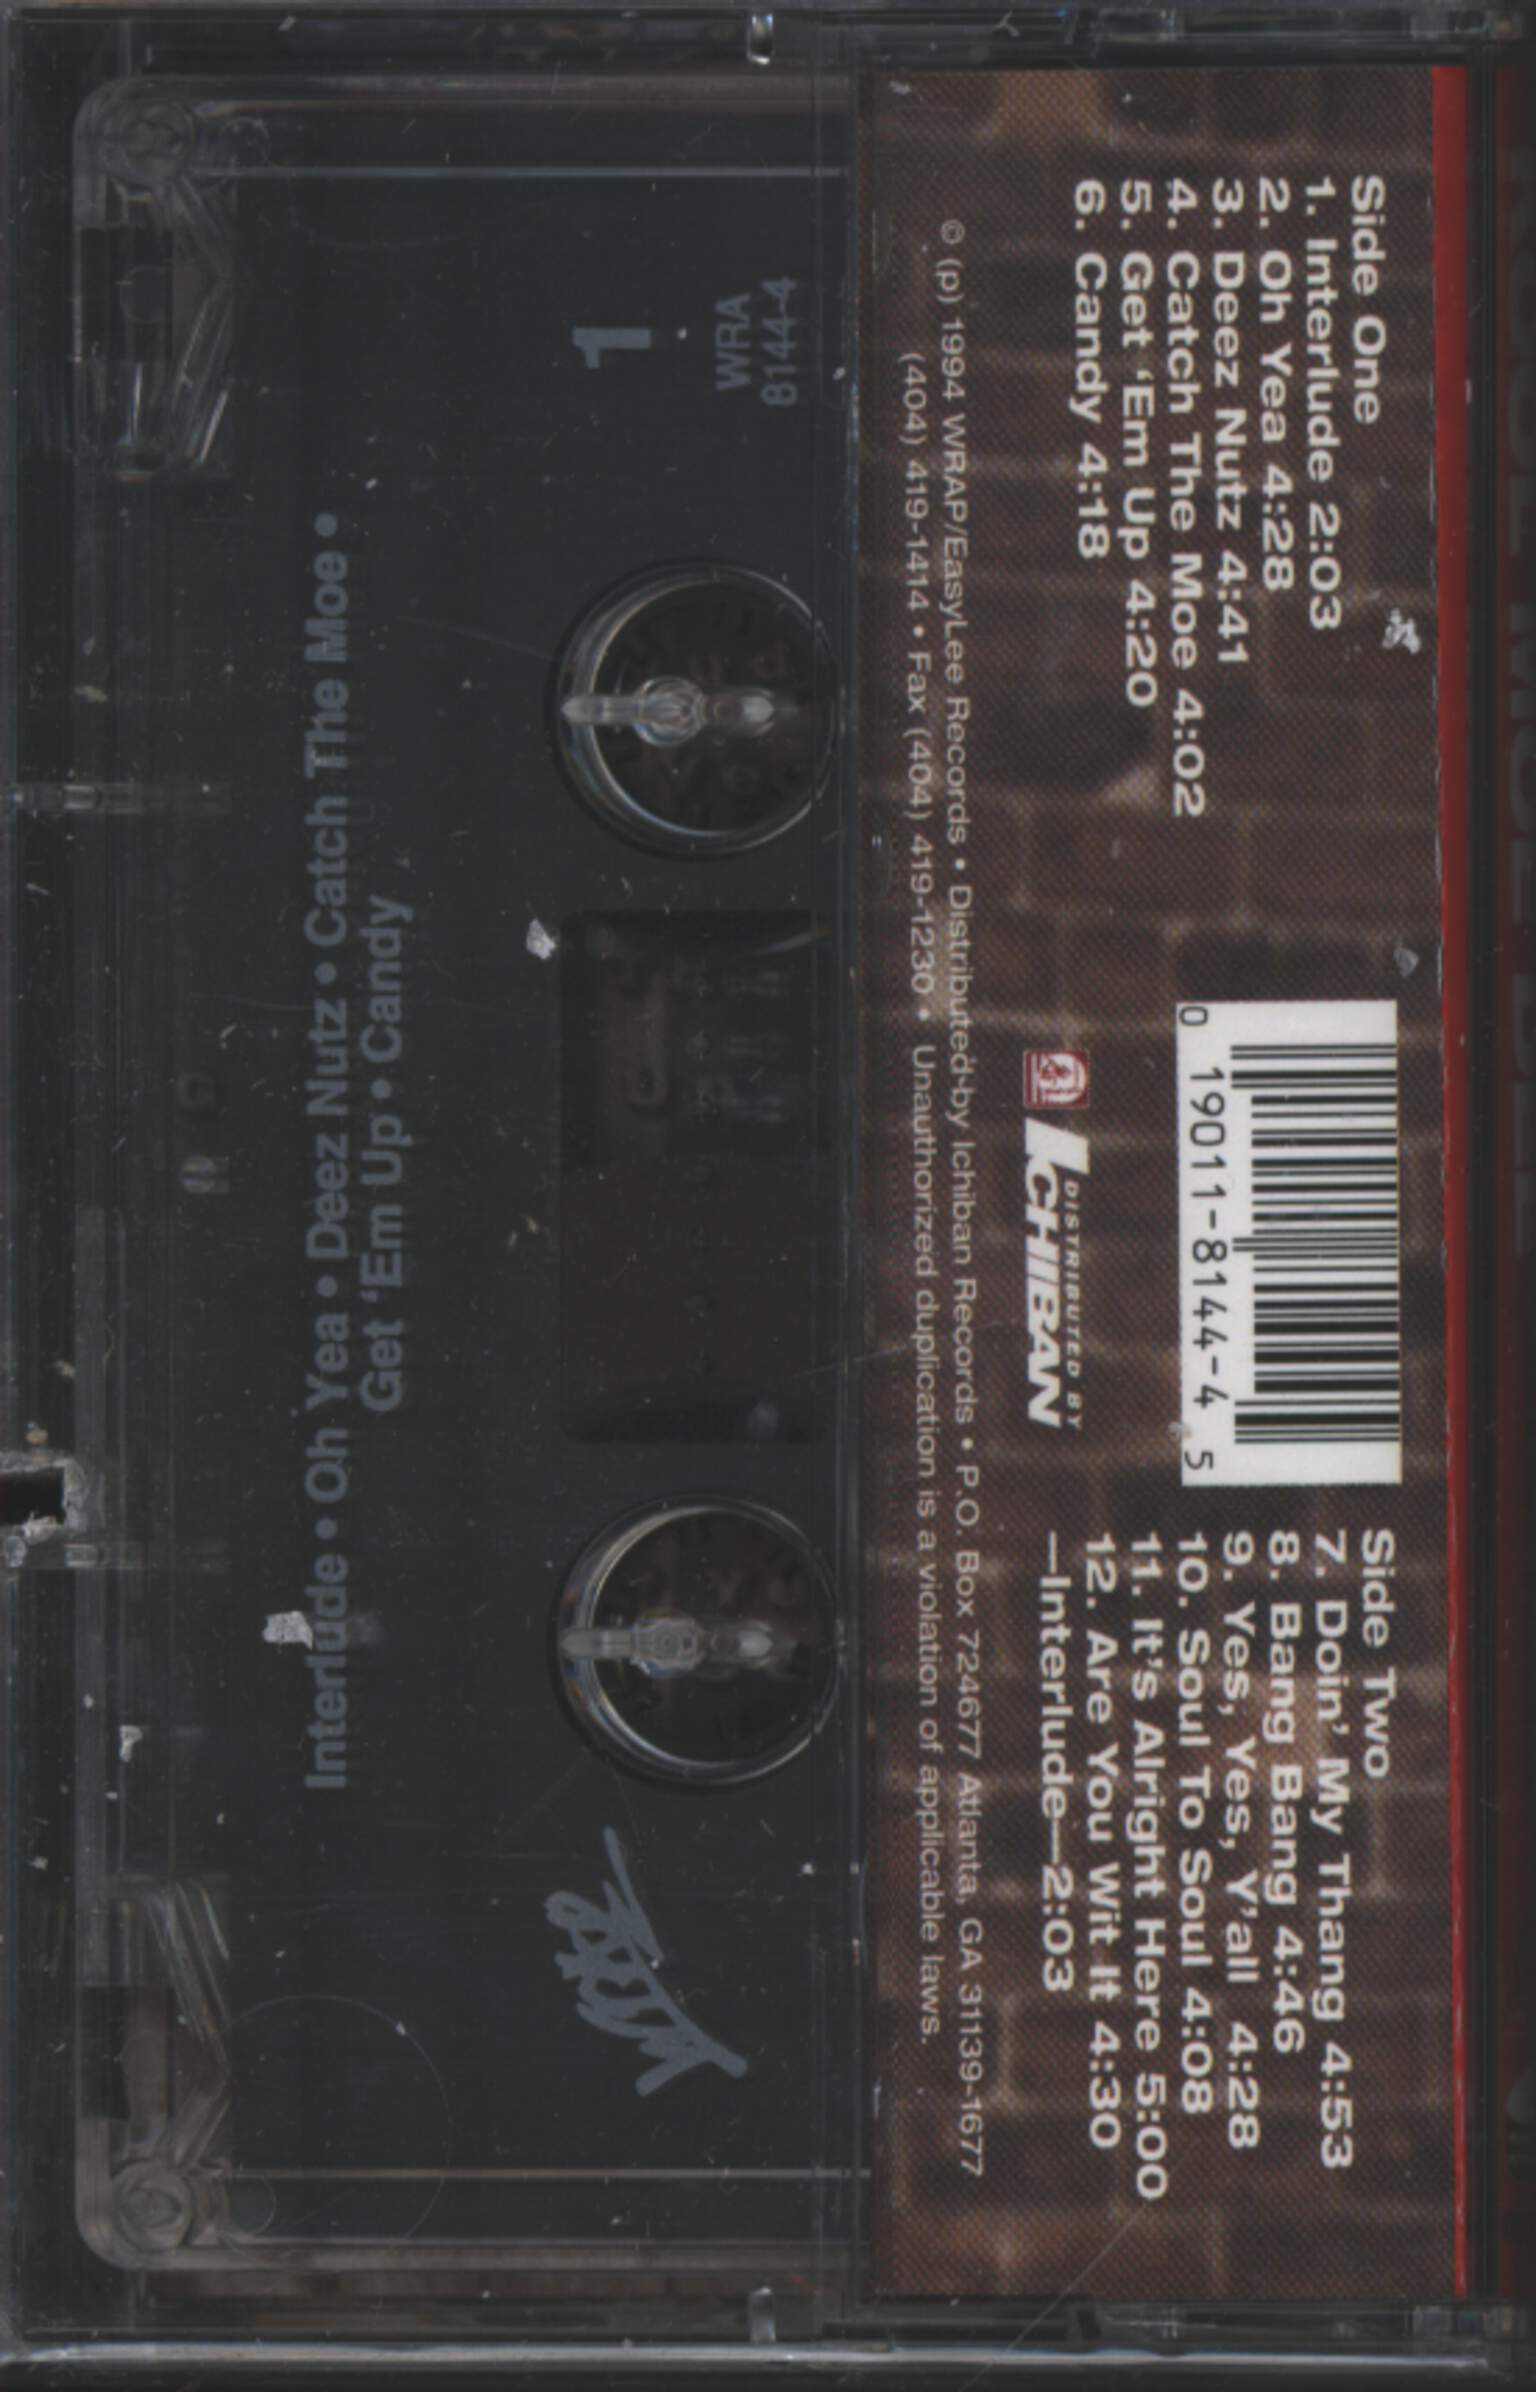 Side One
1. Interlude 2:03
2. Oh Yea 4:28
3. Deez Nutz 4:41
4. Catch The Moe 4:02
5. Get ‘Em Up 4:20
6. Candy 4:18
0 19011-8144-4 5
DISTRIBUTED BY
ICHIBAN
Side Two
7. Doin’ My Thang 4:53
8. Bang Bang 4:46
9. Yes, Yes, Y’all 4:28
10. Soul To Soul 4:08
11. It’s Alright Here 5:00
12. Are You Wit It 4:30
—Interlude—2:03
© (p) 1994 WRAP/EasyLee Records • Distributed by Ichiban Records • P.O. Box 724677 Atlanta, GA 31139-1677
(404) 419-1414 • Fax (404) 419-1230 • Unauthorized duplication is a violation of applicable laws.
WRA
8144-4
1
Interlude • Oh Yea • Deez Nutz • Catch The Moe •
Get ‘Em Up • Candy